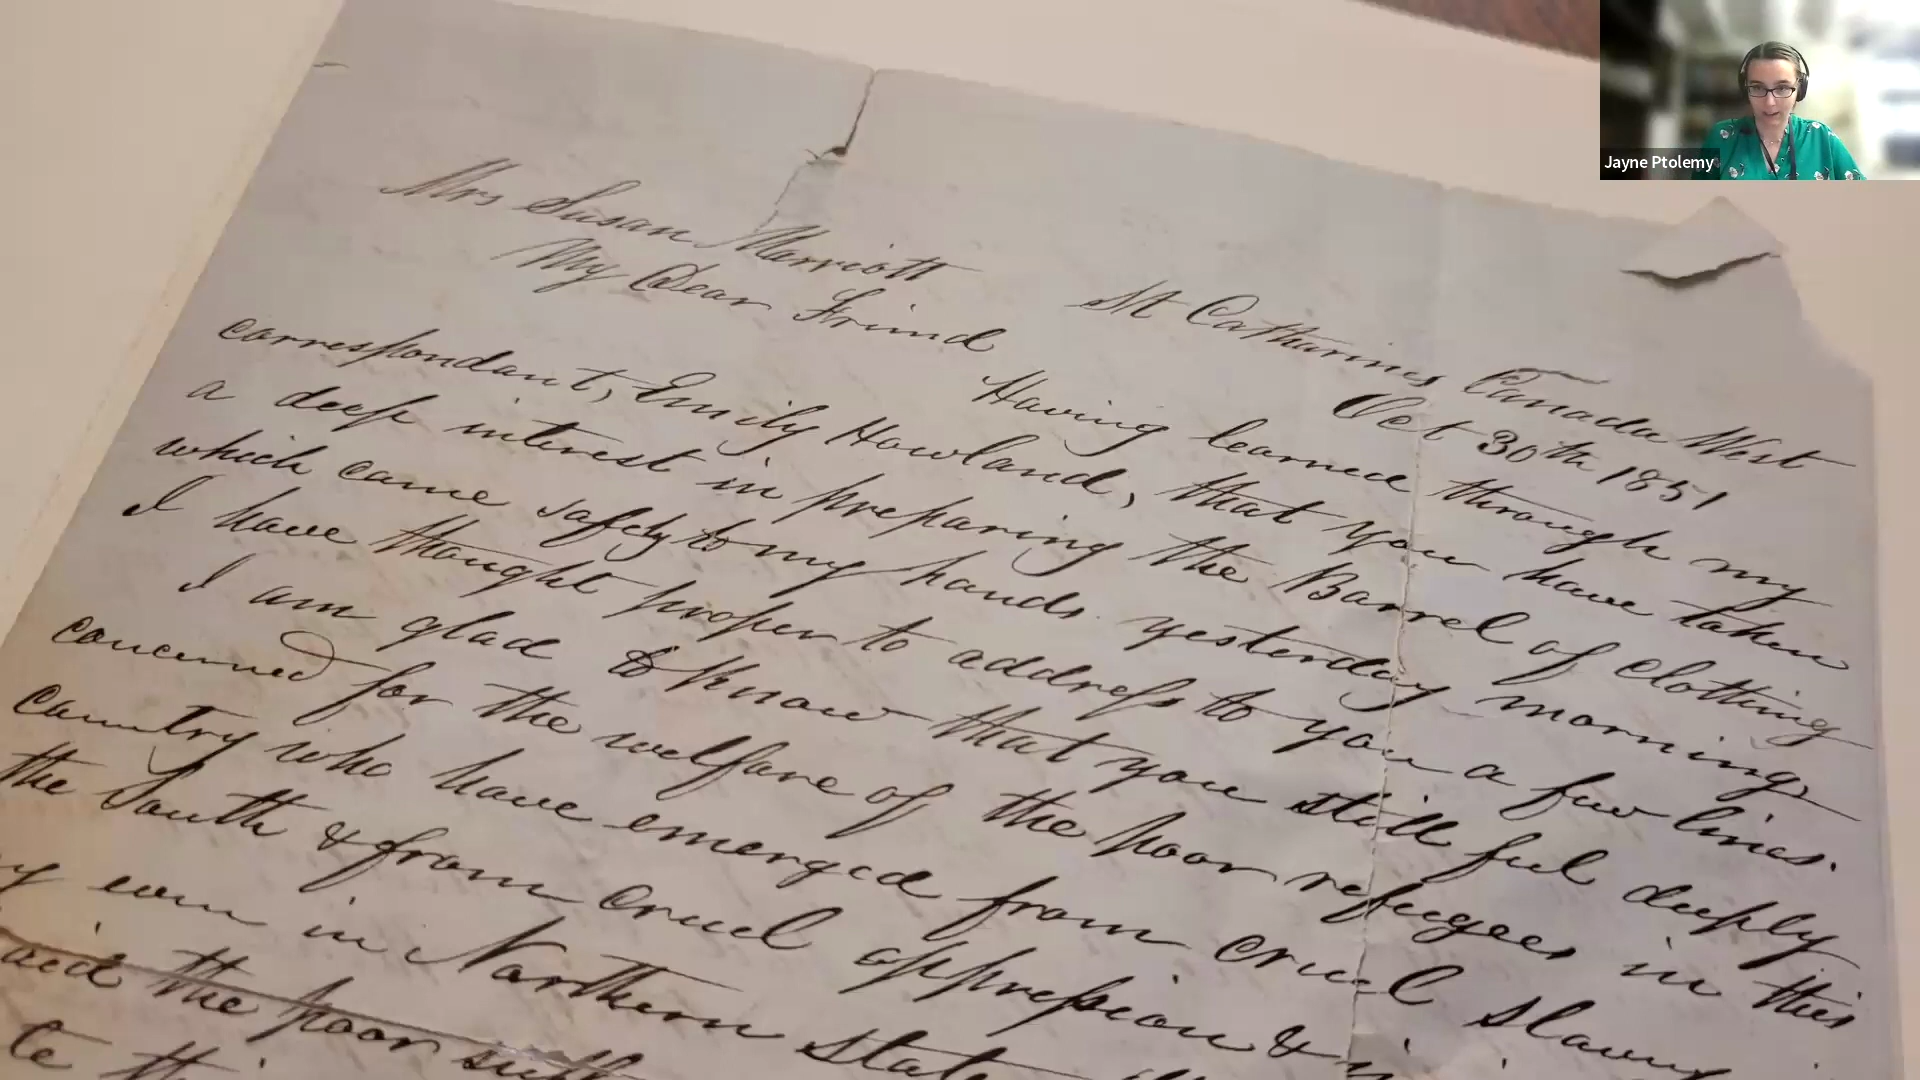 Jayne Ptolemy
Mrs Susan Marriott
St Catharines Canada West
Oct 30th 1851
My Dear Friend
Having learned through my
correspondant, Emily Howland, that you have taken
a deep interest in preparing the Barrel of clothing
which came safely to my hands yesterday morning
I have thought proper to address to you a few lines.
I am glad to know that you still feel deeply
concerned for the welfare of the poor refugees in this
country who have emerged from cruel slavery
the South & from cruel oppression &
even in Northern
aid the poor